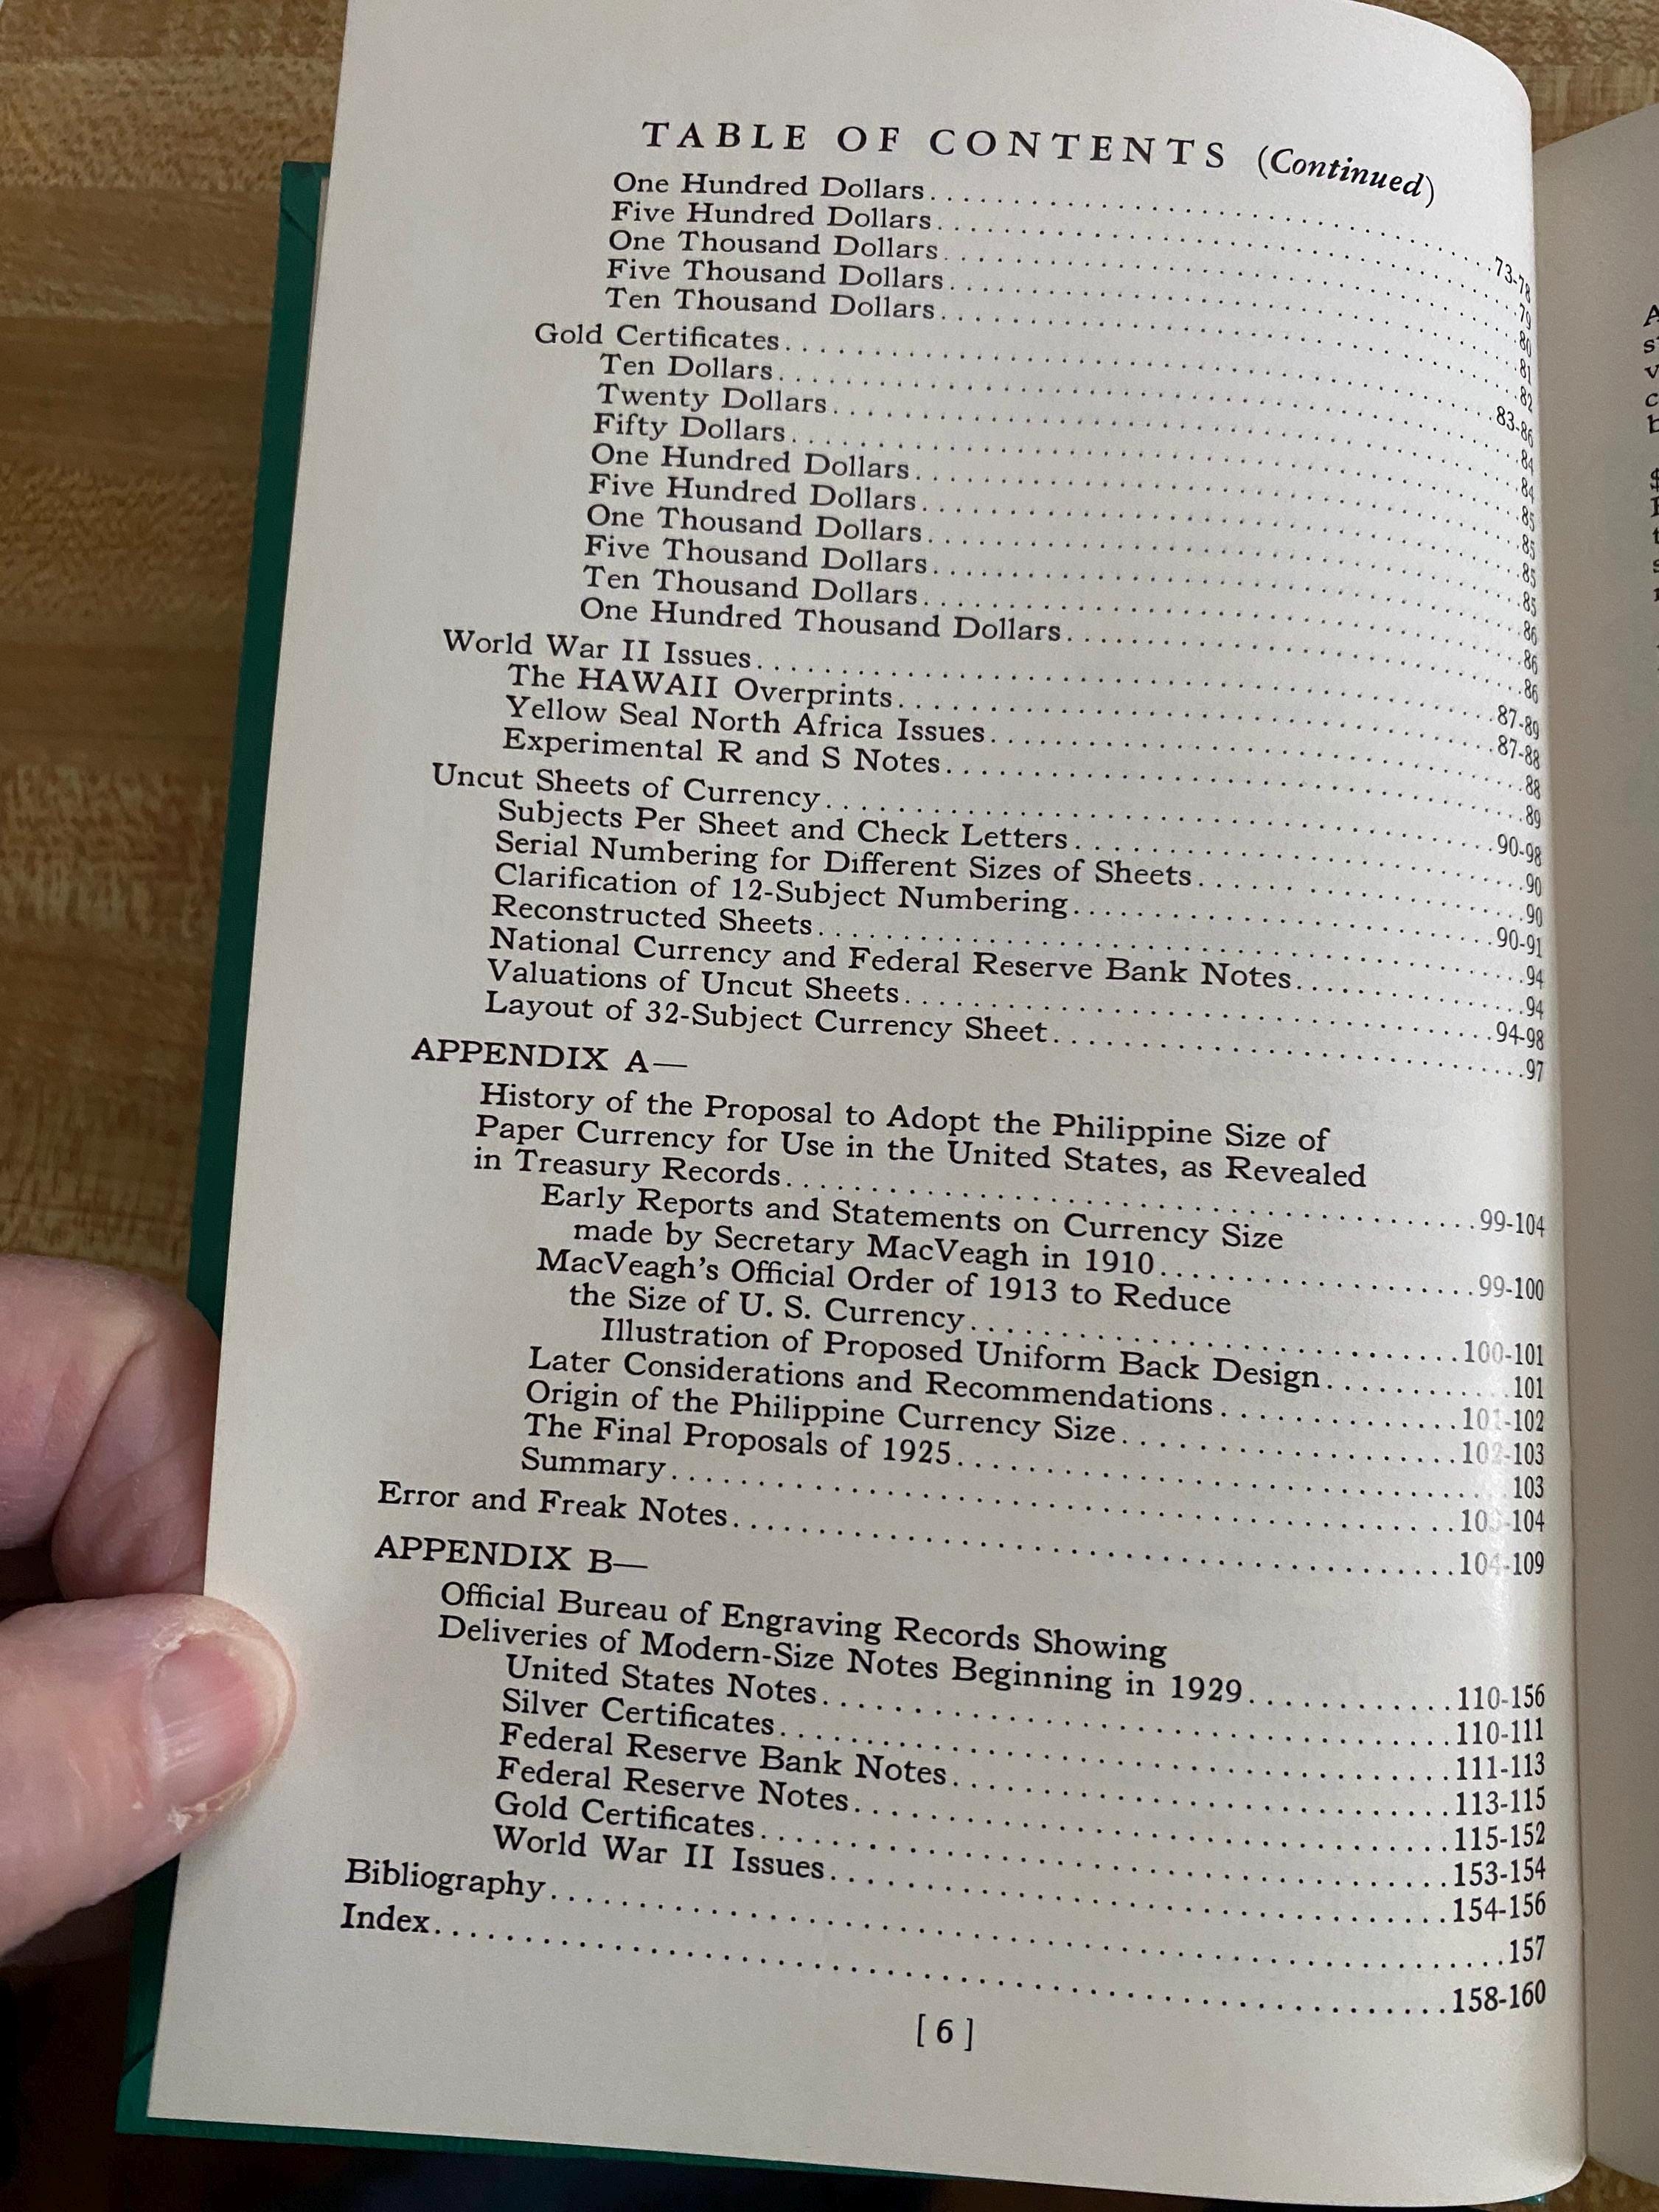 TABLE OF CONTENTS (Continued)
One Hundred Dollars 73-78
Five Hundred Dollars 79
One Thousand Dollars 80
Five Thousand Dollars 81
Ten Thousand Dollars 82
Gold Certificates 83-86
Ten Dollars 84
Twenty Dollars 84
Fifty Dollars 85
One Hundred Dollars 85
Five Hundred Dollars 85
One Thousand Dollars 85
Five Thousand Dollars 86
Ten Thousand Dollars 86
One Hundred Thousand Dollars 86
World War II Issues 87-89
The HAWAII Overprints 87-88
Yellow Seal North Africa Issues 88
Experimental R and S Notes 89
Uncut Sheets of Currency 90-98
Subjects Per Sheet and Check Letters 90
Serial Numbering for Different Sizes of Sheets 90
Clarification of 12-Subject Numbering 90-91
Reconstructed Sheets 94
National Currency and Federal Reserve Bank Notes 94
Valuations of Uncut Sheets 94-98
Layout of 32-Subject Currency Sheet 97
APPENDIX A—
History of the Proposal to Adopt the Philippine Size of
Paper Currency for Use in the United States, as Revealed
in Treasury Records 99-104
Early Reports and Statements on Currency Size
made by Secretary MacVeagh in 1910 99-100
MacVeagh's Official Order of 1913 to Reduce
the Size of U. S. Currency 100-101
Illustration of Proposed Uniform Back Design 101
Later Considerations and Recommendations 101-102
Origin of the Philippine Currency Size 102-103
The Final Proposals of 1925 103
Summary 103-104
Error and Freak Notes 104-109
APPENDIX B—
Official Bureau of Engraving Records Showing
Deliveries of Modern-Size Notes Beginning in 1929 110-156
United States Notes 110-111
Silver Certificates 111-113
Federal Reserve Bank Notes 113-115
Federal Reserve Notes 115-152
Gold Certificates 153-154
World War II Issues 154-156
Bibliography 157
Index 158-160
[ 6 ]